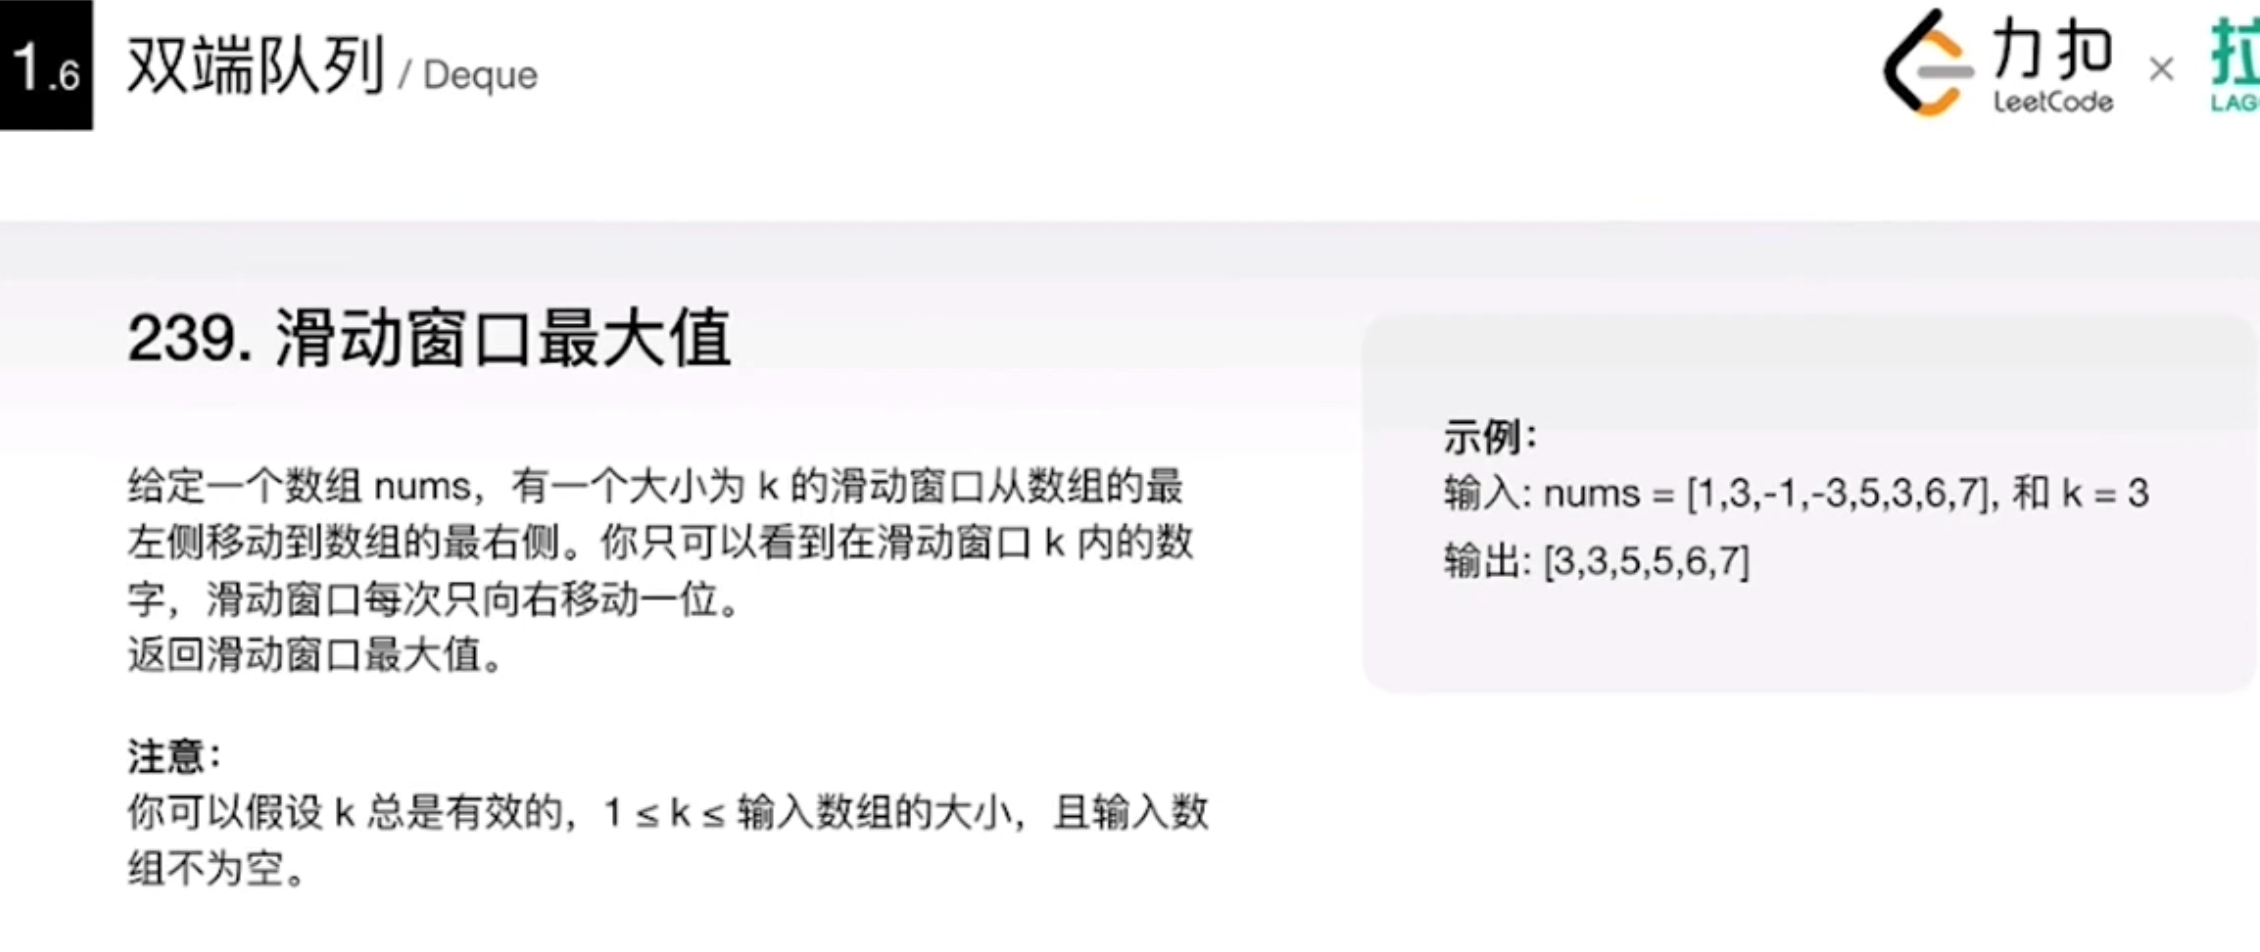 1.6 双端队列 / Deque
力扣
LeetCode
×
239. 滑动窗口最大值
给定一个数组 nums，有一个大小为 k 的滑动窗口从数组的最
左侧移动到数组的最右侧。你只可以看到在滑动窗口 k 内的数
字，滑动窗口每次只向右移动一位。
返回滑动窗口最大值。
注意：
你可以假设 k 总是有效的，1 ≤ k ≤ 输入数组的大小，且输入数
组不为空。
示例：
输入: nums = [1,3,-1,-3,5,3,6,7], 和 k = 3
输出: [3,3,5,5,6,7]